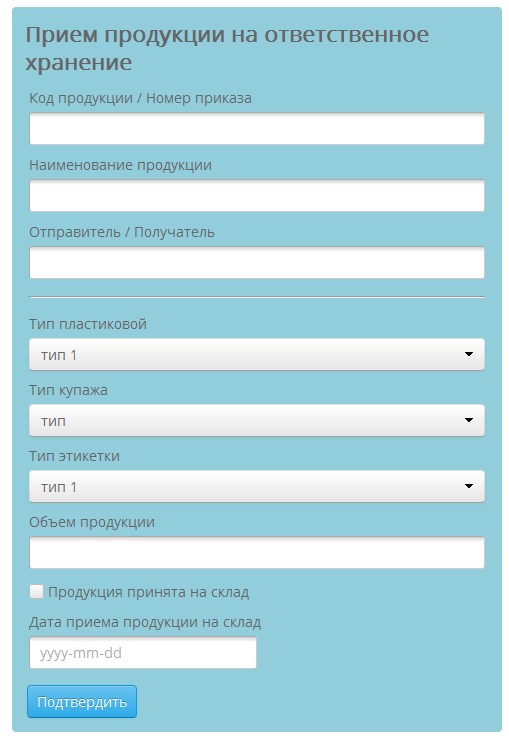 Прием продукции на ответственное
хранение
Код продукции / Номер приказа
Наименование продукции
Отправитель / Получатель
Тип пластиковой
тип 1
Тип купажа
тип
Тип этикетки
тип 1
Объем продукции
Продукция принята на склад
Дата приема продукции на склад
yyyy-mm-dd
Подтвердить